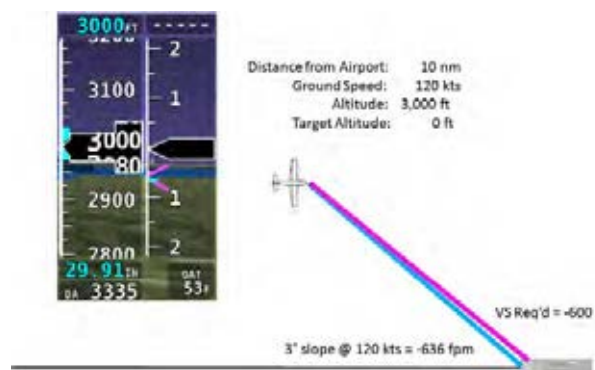 3000FT -----
3200
2
3100
1
3000
80
2900
1
2800
2
29.91IN
OAT
DA 3335
53F
Distance from Airport: 10 nm
Ground Speed: 120 kts
Altitude: 3,000 ft
Target Altitude: 0 ft
VS Req'd = -600
3° slope @ 120 kts = -636 fpm